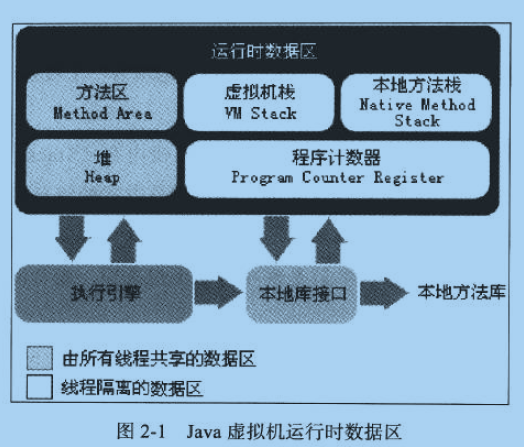 运行时数据区
方法区
Method Area
虚拟机栈
VM Stack
本地方法栈
Native Method
Stack
堆
Heap
程序计数器
Program Counter Register
执行引擎
本地库接口
本地方法库
由所有线程共享的数据区
线程隔离的数据区
图 2-1 Java 虚拟机运行时数据区